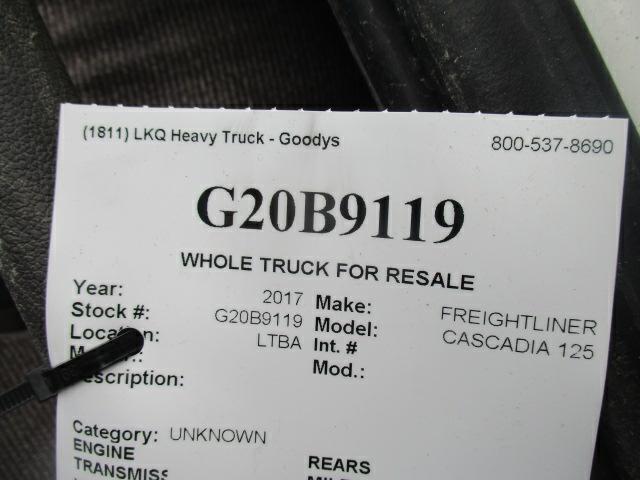 (1811) LKQ Heavy Truck - Goodys 800-537-8690
G20B9119
WHOLE TRUCK FOR RESALE
Year: 2017 Make: FREIGHTLINER
Stock #: G20B9119 Model: CASCADIA 125
LTBA Int. #
Mod.:
Category: UNKNOWN
ENGINE REARS